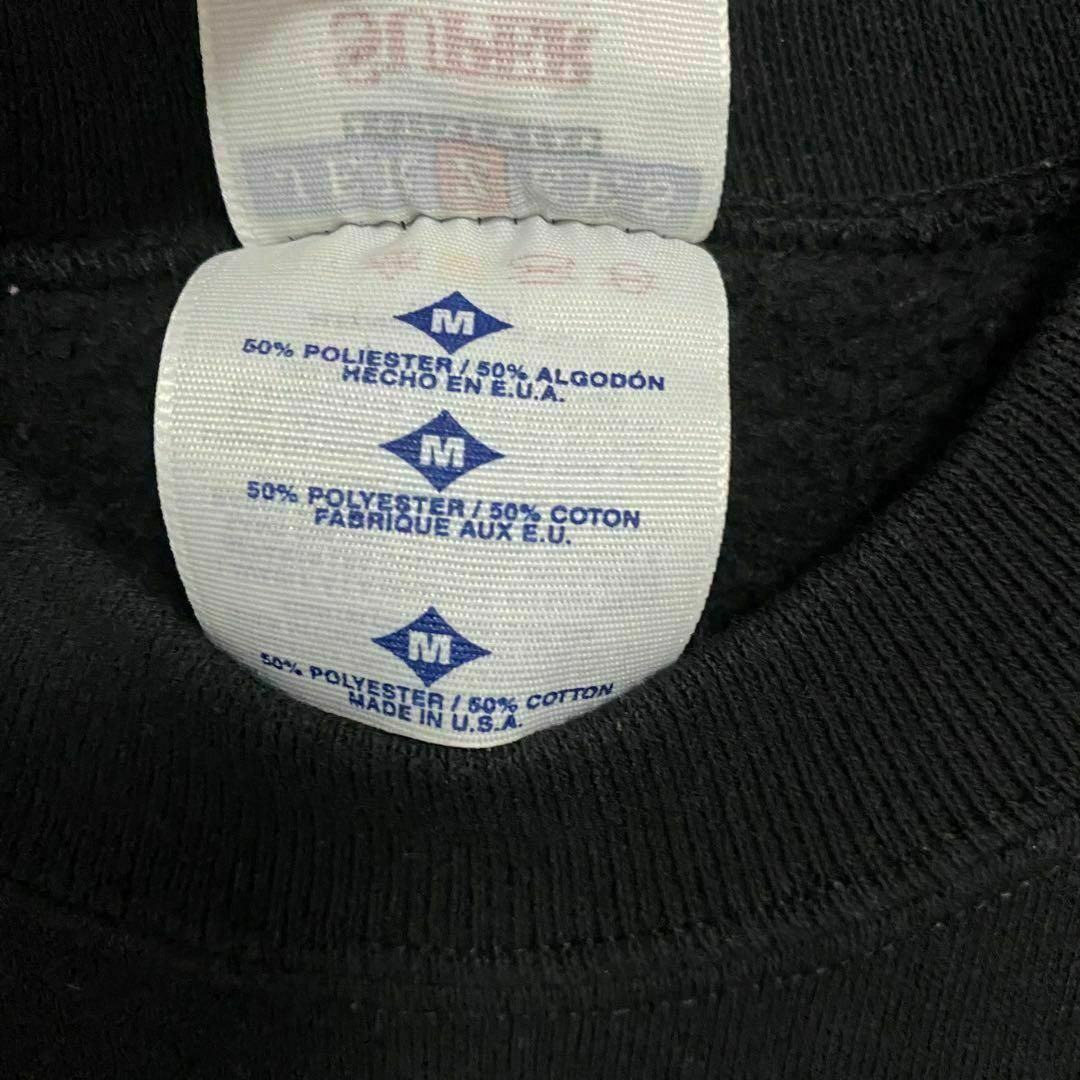 M
50% POLIESTER / 50% ALGODÓN
HECHO EN E.U.A.
M
50% POLYESTER / 50% COTON
FABRIQUE AUX E.U.
M
50% POLYESTER / 50% COTTON
MADE IN U.S.A.